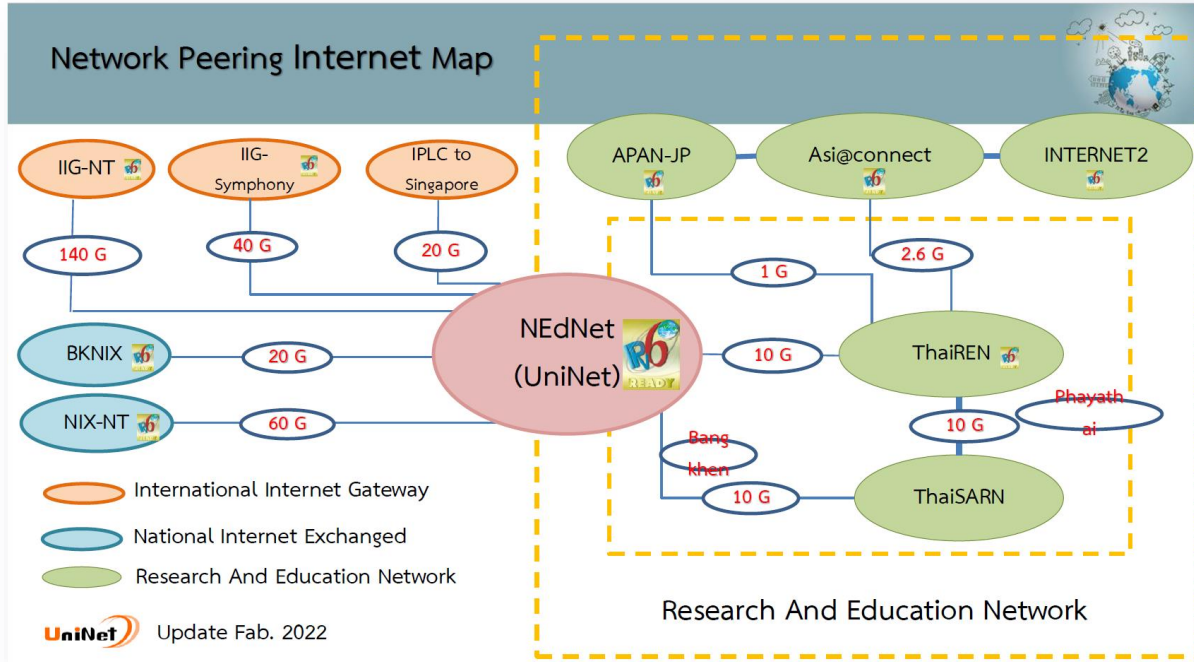 Network Peering Internet Map
IIG-NT
IIG-
Symphony
IPLC to
Singapore
APAN-JP
Asi@connect
INTERNET2
140 G
40 G
20 G
1 G
2.6 G
NEdNet
(UniNet)
IPv6
READY
BKNIX
20 G
10 G
ThaiREN
NIX-NT
60 G
Phayath
ai
10 G
Bang
khen
10 G
ThaiSARN
International Internet Gateway
National Internet Exchanged
Research And Education Network
UniNet
Update Fab. 2022
Research And Education Network